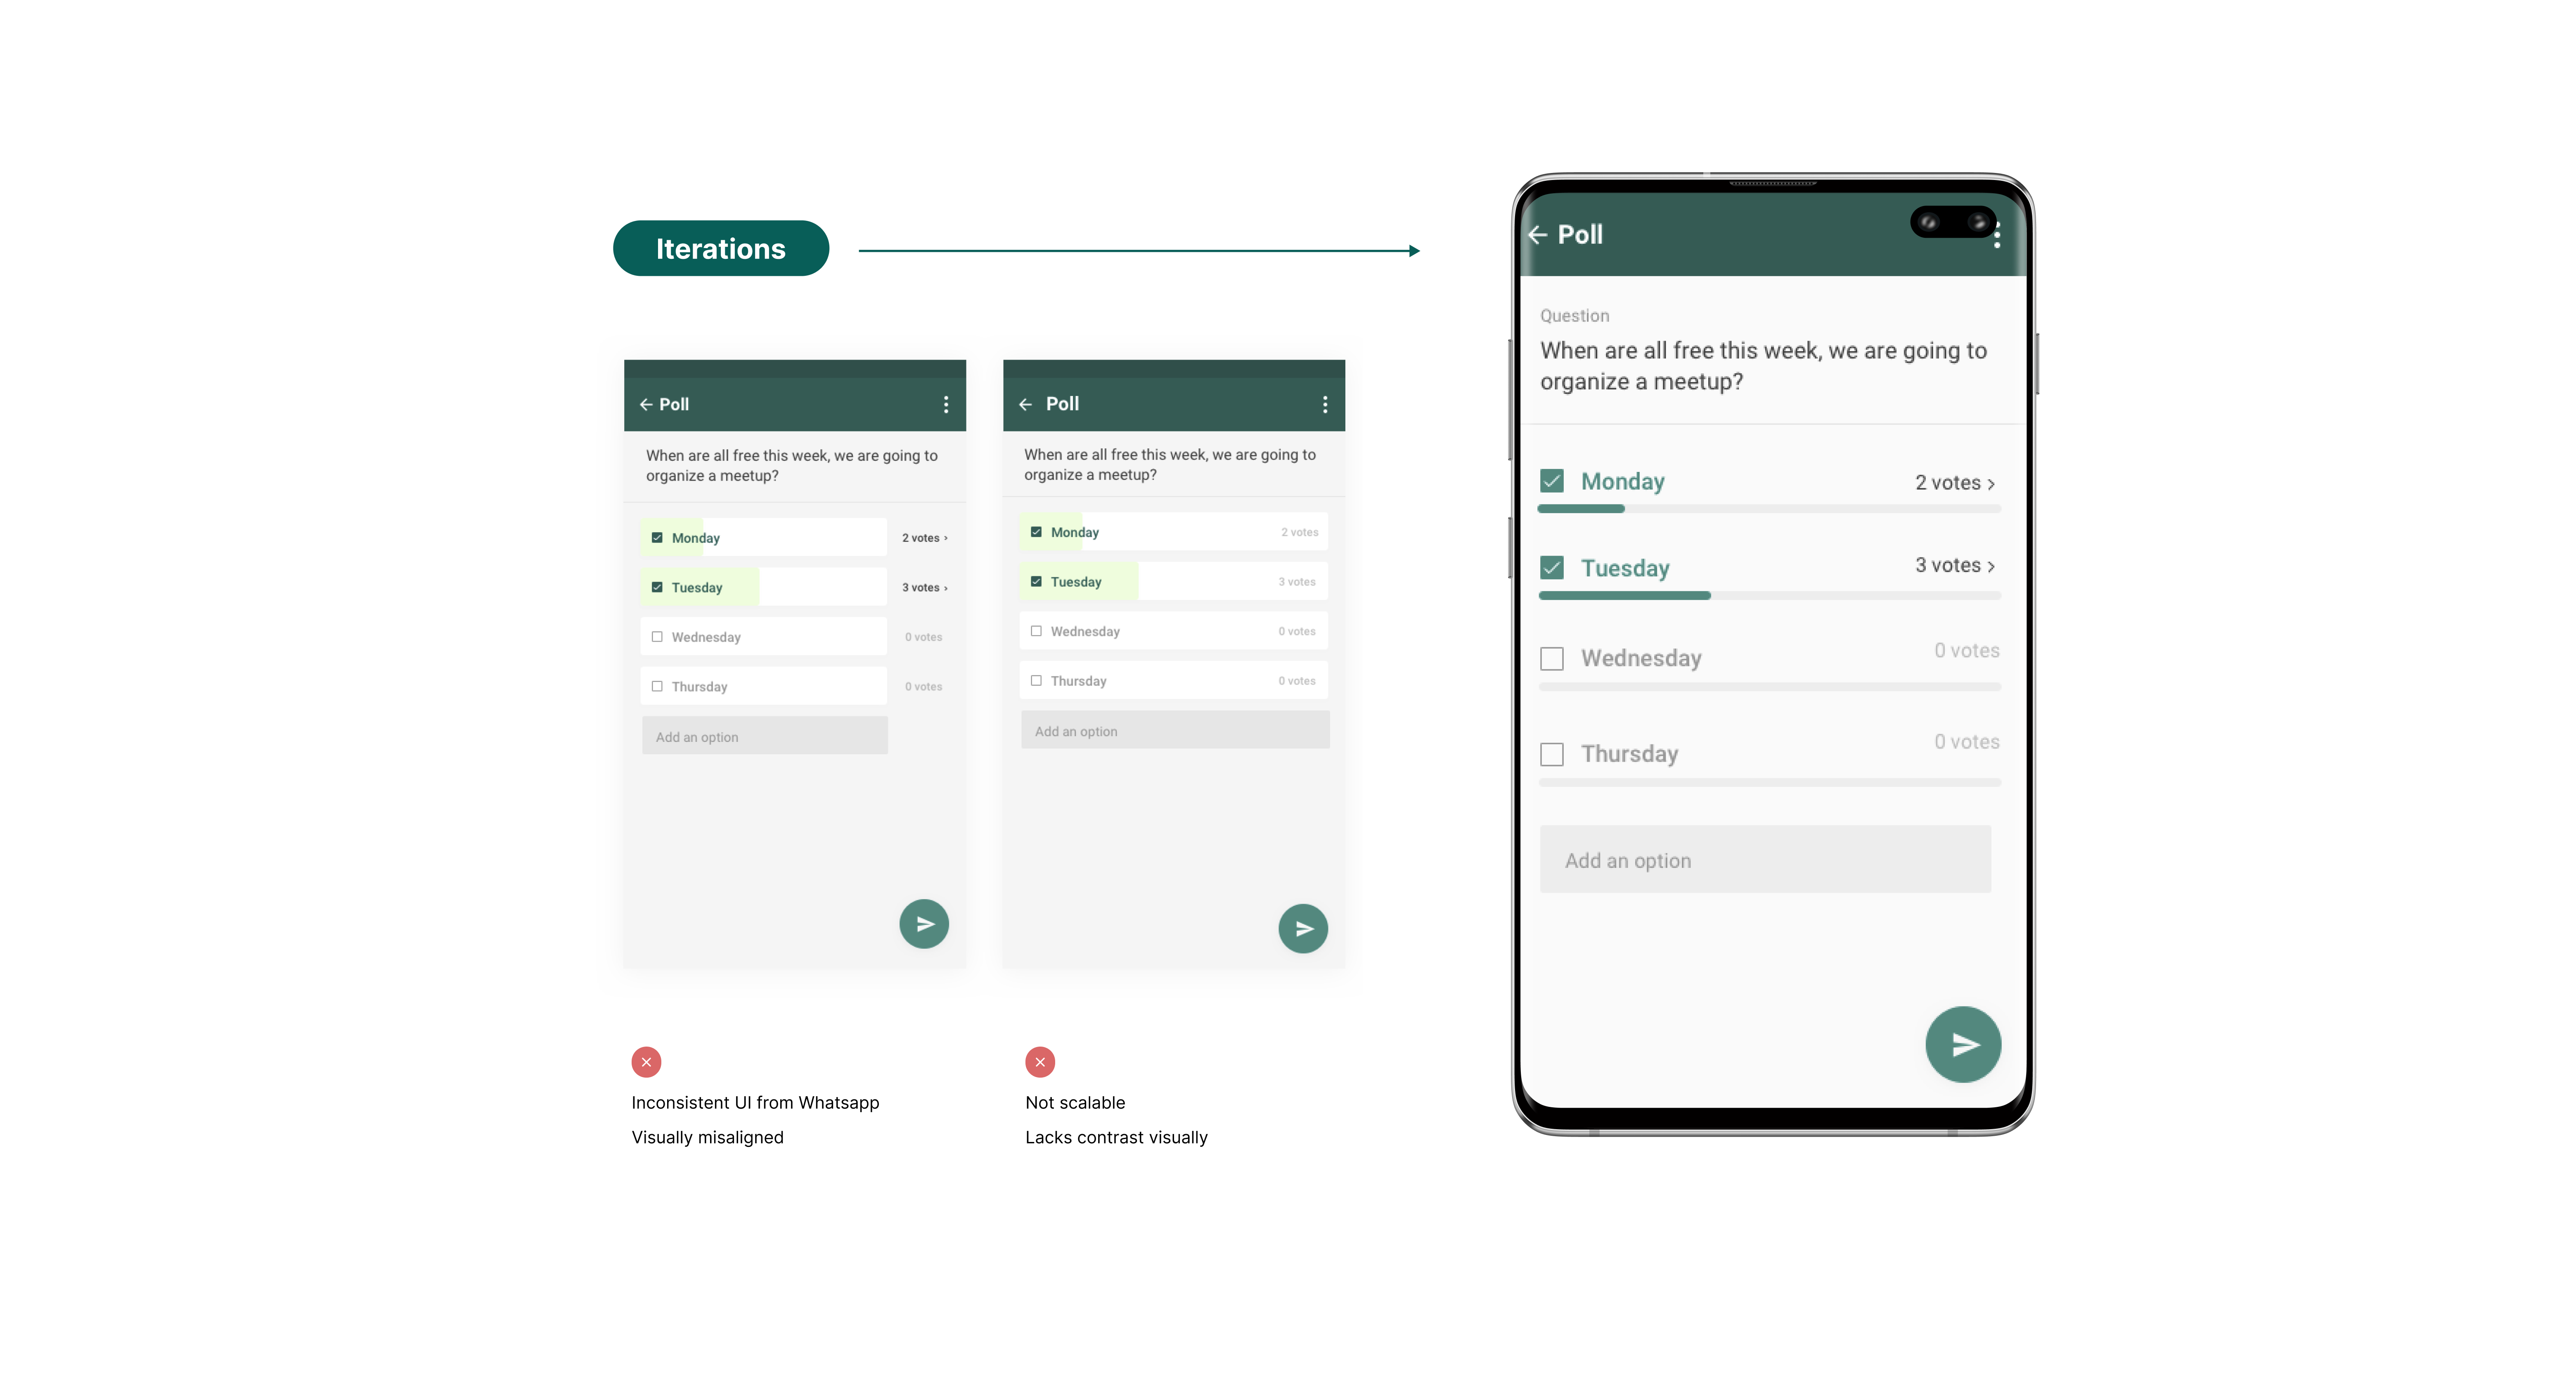 Iterations
Poll
When are all free this week, we are going to
organize a meetup?
Monday
2 votes ›
Tuesday
3 votes ›
Wednesday
0 votes
Thursday
0 votes
Add an option
Inconsistent UI from Whatsapp
Visually misaligned
Poll
When are all free this week, we are going to
organize a meetup?
Monday
2 votes
Tuesday
3 votes
Wednesday
0 votes
Thursday
0 votes
Add an option
Not scalable
Lacks contrast visually
Poll
Question
When are all free this week, we are going to
organize a meetup?
Monday
2 votes ›
Tuesday
3 votes ›
Wednesday
0 votes
Thursday
0 votes
Add an option